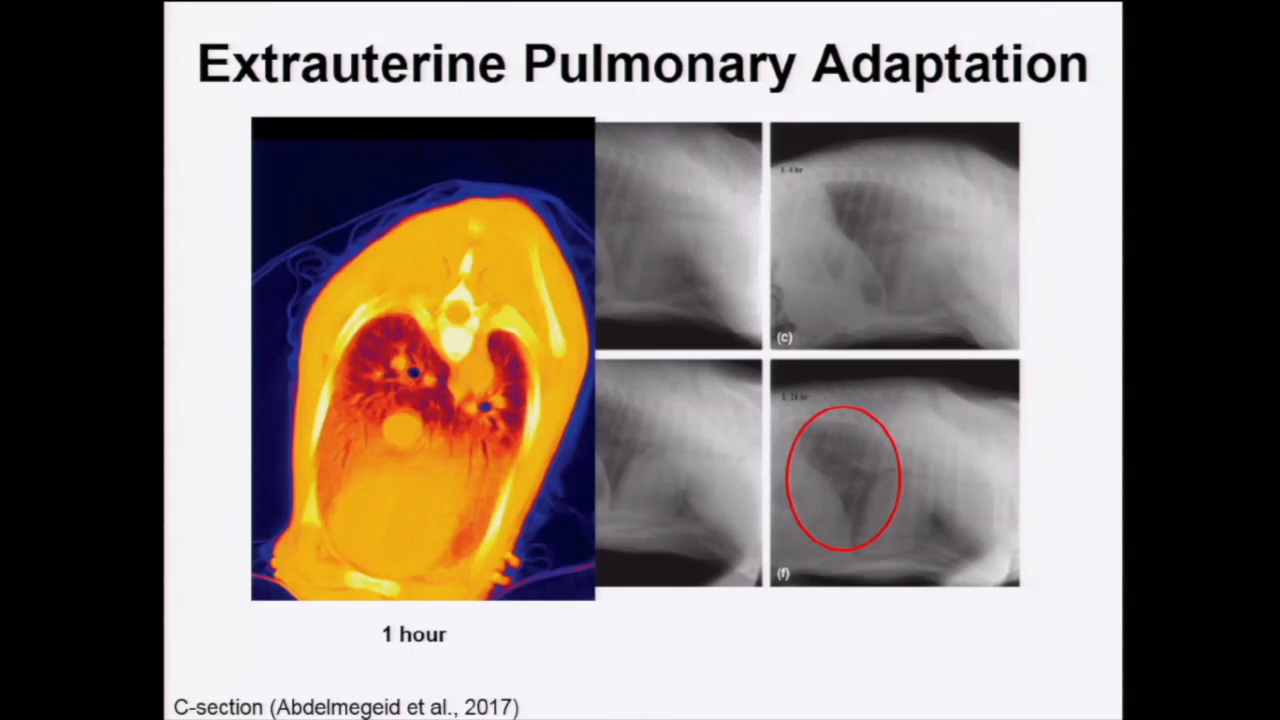 Extrauterine Pulmonary Adaptation
(c)
(f)
1 hour
C-section (Abdelmegeid et al., 2017)